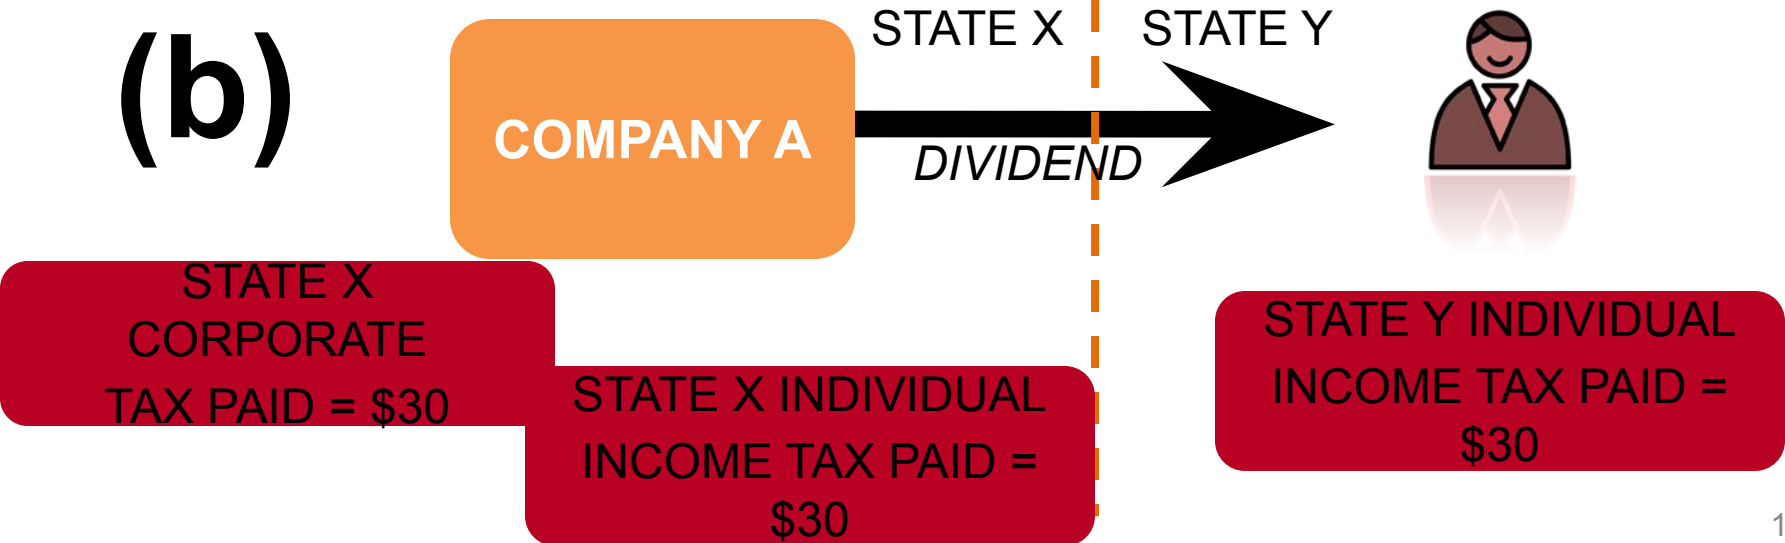 (b)
COMPANY A
STATE X
STATE Y
DIVIDEND
STATE X
CORPORATE
TAX PAID = $30
STATE X INDIVIDUAL
INCOME TAX PAID =
$30
STATE Y INDIVIDUAL
INCOME TAX PAID =
$30
1